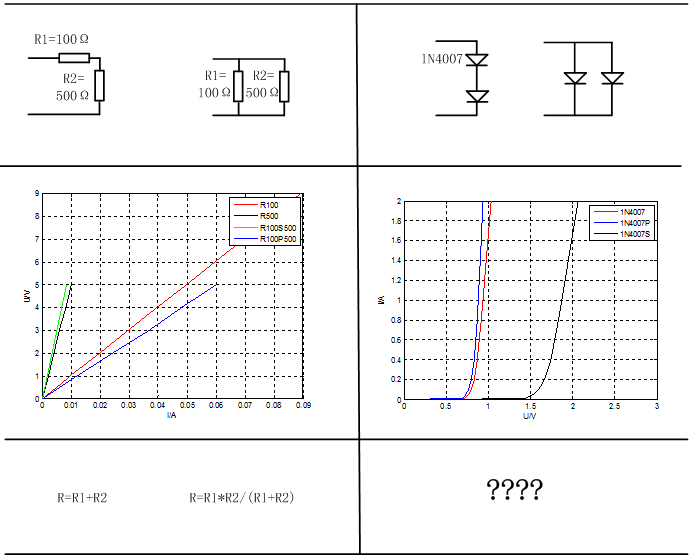 R1=100Ω
R2=
500Ω
R1=
100Ω
R2=
500Ω
1N4007
9
8
7
6
5
4
3
2
1
0
U/V
R100
R500
R100S500
R100P500
0
0.01
0.02
0.03
0.04
0.05
0.06
0.07
0.08
0.09
I/A
2
1.8
1.6
1.4
1.2
1
0.8
0.6
0.4
0.2
0
I/A
1N4007
1N4007P
1N4007S
0
0.5
1
1.5
2
2.5
3
U/V
R=R1+R2
R=R1*R2/(R1+R2)
????